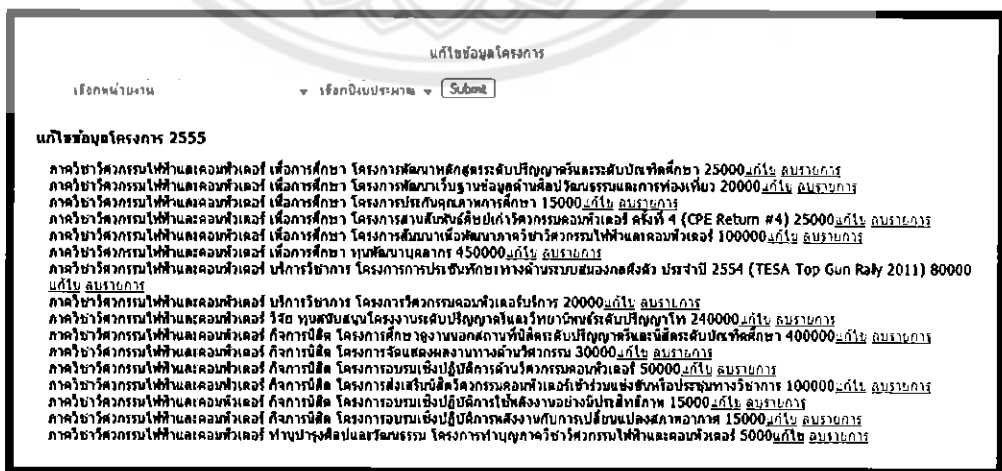 แก้ไขข้อมูลโครงการ
เลือกหน่วยงาน เลือกปีงบประมาณ Submit
แก้ไขข้อมูลโครงการ 2555
ภาควิชาวิศวกรรมไฟฟ้าและคอมพิวเตอร์ เพื่อการศึกษา โครงการพัฒนาหลักสูตรระดับปริญญาตรีและระดับบัณฑิตศึกษา 25000แก้ไข ลบรายการ
ภาควิชาวิศวกรรมไฟฟ้าและคอมพิวเตอร์ เพื่อการศึกษา โครงการพัฒนาเว็บฐานข้อมูลด้านศิลปวัฒนธรรมและการท่องเที่ยว 20000แก้ไข ลบรายการ
ภาควิชาวิศวกรรมไฟฟ้าและคอมพิวเตอร์ เพื่อการศึกษา โครงการประกันคุณภาพการศึกษา 15000แก้ไข ลบรายการ
ภาควิชาวิศวกรรมไฟฟ้าและคอมพิวเตอร์ เพื่อการศึกษา โครงการสานสัมพันธ์ศิษย์เก่าวิศวกรรมคอมพิวเตอร์ ครั้งที่ 4 (CPE Return #4) 25000แก้ไข ลบรายการ
ภาควิชาวิศวกรรมไฟฟ้าและคอมพิวเตอร์ เพื่อการศึกษา โครงการสัมมนาเพื่อพัฒนาภาควิชาวิศวกรรมไฟฟ้าและคอมพิวเตอร์ 100000แก้ไข ลบรายการ
ภาควิชาวิศวกรรมไฟฟ้าและคอมพิวเตอร์ เพื่อการศึกษา ทุนพัฒนาบุคลากร 450000แก้ไข ลบรายการ
ภาควิชาวิศวกรรมไฟฟ้าและคอมพิวเตอร์ บริการวิชาการ โครงการการประชันทักษะทางด้านระบบสมองกลฝังตัว ประจำปี 2554 (TESA Top Gun Rally 2011) 80000
แก้ไข ลบรายการ
ภาควิชาวิศวกรรมไฟฟ้าและคอมพิวเตอร์ บริการวิชาการ โครงการวิศวกรรมคอมพิวเตอร์บริการ 20000แก้ไข ลบรายการ
ภาควิชาวิศวกรรมไฟฟ้าและคอมพิวเตอร์ วิจัย ทุนสนับสนุนโครงงานระดับปริญญาตรีและวิทยานิพนธ์ระดับปริญญาโท 240000แก้ไข ลบรายการ
ภาควิชาวิศวกรรมไฟฟ้าและคอมพิวเตอร์ กิจการนิสิต โครงการศึกษาดูงานนอกสถานที่นิสิตระดับปริญญาตรีและนิสิตระดับบัณฑิตศึกษา 400000แก้ไข ลบรายการ
ภาควิชาวิศวกรรมไฟฟ้าและคอมพิวเตอร์ กิจการนิสิต โครงการจัดแสดงผลงานทางด้านวิศวกรรม 30000แก้ไข ลบรายการ
ภาควิชาวิศวกรรมไฟฟ้าและคอมพิวเตอร์ กิจการนิสิต โครงการอบรมเชิงปฏิบัติการด้านวิศวกรรมคอมพิวเตอร์ 50000แก้ไข ลบรายการ
ภาควิชาวิศวกรรมไฟฟ้าและคอมพิวเตอร์ กิจการนิสิต โครงการส่งเสริมนิสิตวิศวกรรมคอมพิวเตอร์เข้าร่วมแข่งขันหรือประชุมทางวิชาการ 100000แก้ไข ลบรายการ
ภาควิชาวิศวกรรมไฟฟ้าและคอมพิวเตอร์ กิจการนิสิต โครงการอบรมเชิงปฏิบัติการใช้พลังงานอย่างมีประสิทธิภาพ 15000แก้ไข ลบรายการ
ภาควิชาวิศวกรรมไฟฟ้าและคอมพิวเตอร์ กิจการนิสิต โครงการอบรมเชิงปฏิบัติการพลังงานกับการเปลี่ยนแปลงสภาพอากาศ 15000แก้ไข ลบรายการ
ภาควิชาวิศวกรรมไฟฟ้าและคอมพิวเตอร์ ทำนุบำรุงศิลปและวัฒนธรรม โครงการทำบุญภาควิชาวิศวกรรมไฟฟ้าและคอมพิวเตอร์ 5000แก้ไข ลบรายการ